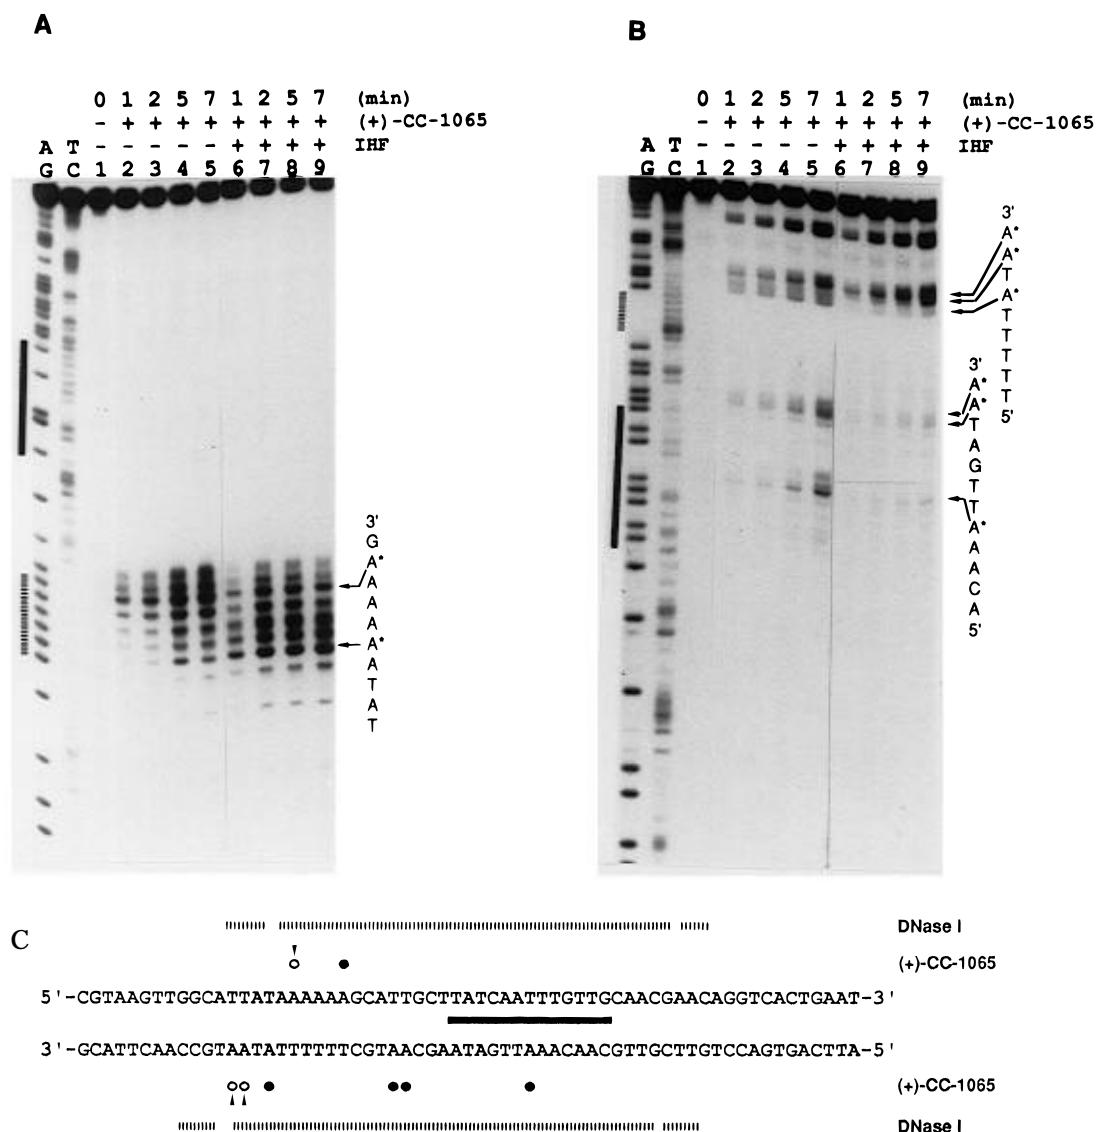 A
0 1 2 5 7 1 2 5 7 (min)
- + + + + + + + + (+)-CC-1065
A T - - - - - + + + + IHF
G C 1 2 3 4 5 6 7 8 9
3'
G
A*
A
A
A
A*
A
T
A
T
B
0 1 2 5 7 1 2 5 7 (min)
- + + + + + + + + (+)-CC-1065
A T - - - - - + + + + IHF
G C 1 2 3 4 5 6 7 8 9
3'
A*
A*
T
A*
T
T
T
T
T
5'
3'
A*
A*
T
A
G
T
T
A*
A
A
C
A
5'
C
DNase I
(+)-CC-1065
5'-CGTAAGTTGGCATTATAAAAAAGCATTGCTTATCAATTTGTTGCAACGAACAGGTCACTGAAT-3'
3'-GCATTCAACCGTAATATTTTTTCGTAACGAATAGTTAAACAACGTTGCTTGTCCAGTGACTTA-5'
(+)-CC-1065
DNase I